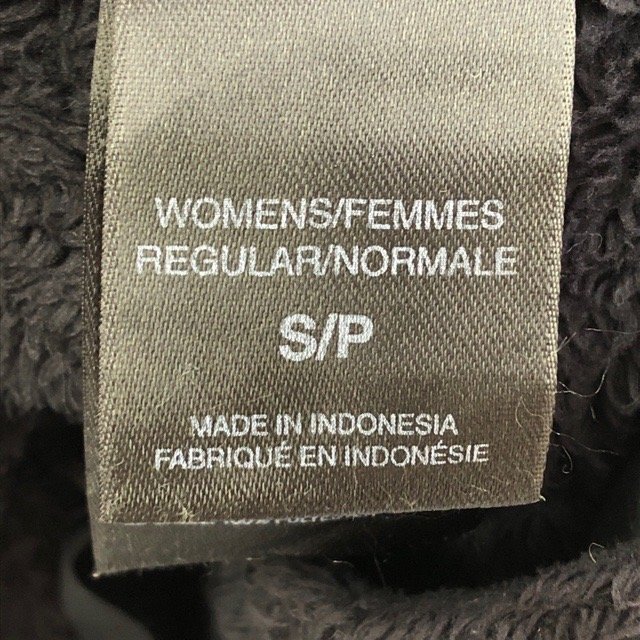 WOMENS/FEMMES
REGULAR/NORMALE
S/P
MADE IN INDONESIA
FABRIQUÉ EN INDONÉSIE